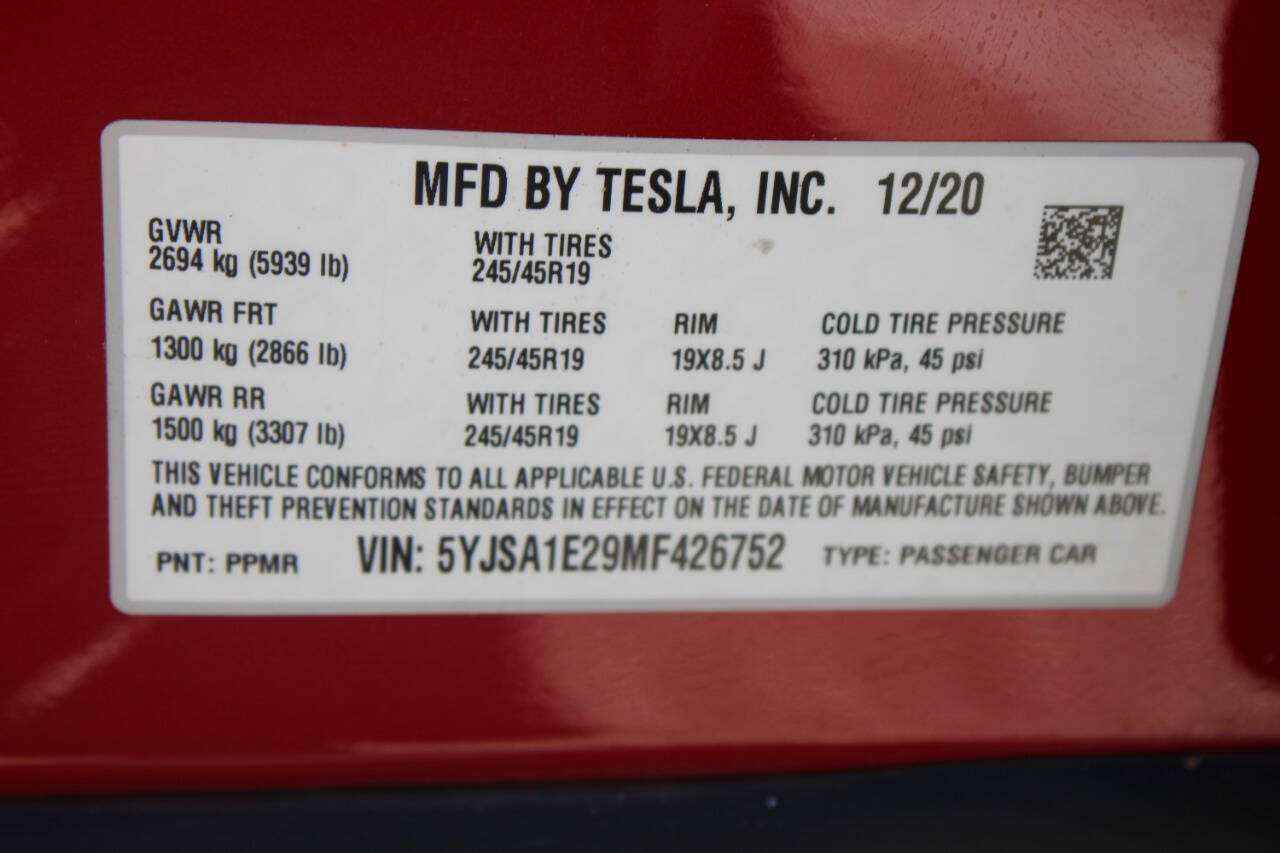 MFD BY TESLA, INC. 12/20
GVWR
2694 kg (5939 lb)
WITH TIRES
245/45R19
GAWR FRT WITH TIRES RIM COLD TIRE PRESSURE
1300 kg (2866 lb) 245/45R19 19X8.5 J 310 kPa, 45 psi
GAWR RR WITH TIRES RIM COLD TIRE PRESSURE
1500 kg (3307 lb) 245/45R19 19X8.5 J 310 kPa, 45 psi
THIS VEHICLE CONFORMS TO ALL APPLICABLE U.S. FEDERAL MOTOR VEHICLE SAFETY, BUMPER
AND THEFT PREVENTION STANDARDS IN EFFECT ON THE DATE OF MANUFACTURE SHOWN ABOVE.
PNT: PPMR VIN: 5YJSA1E29MF426752 TYPE: PASSENGER CAR